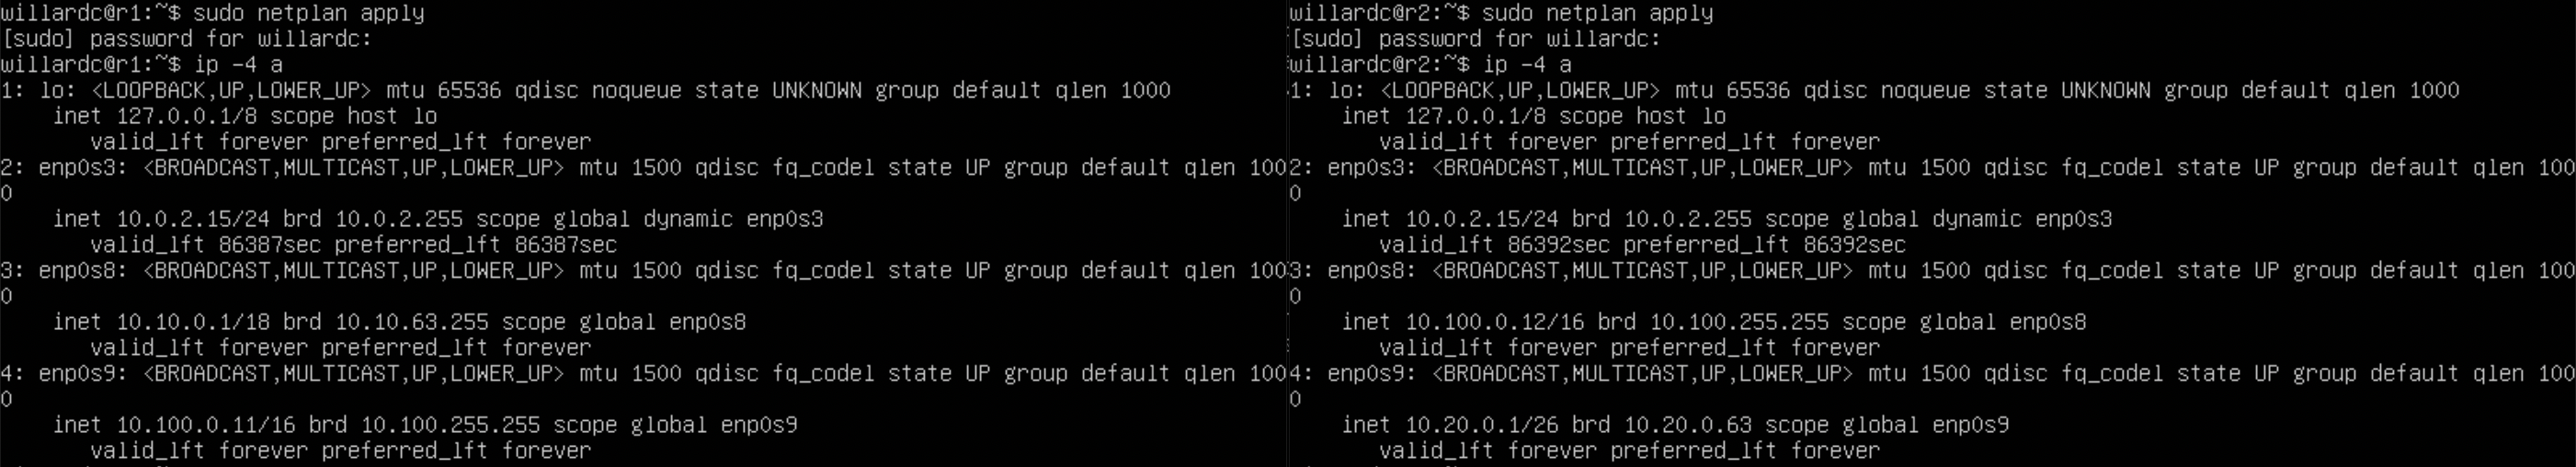 willardc@r1:~$ sudo netplan apply
[sudo] password for willardc:
willardc@r1:~$ ip -4 a
1: lo: <LOOPBACK,UP,LOWER_UP> mtu 65536 qdisc noqueue state UNKNOWN group default qlen 1000
    inet 127.0.0.1/8 scope host lo
       valid_lft forever preferred_lft forever
2: enp0s3: <BROADCAST,MULTICAST,UP,LOWER_UP> mtu 1500 qdisc fq_codel state UP group default qlen 100
0
    inet 10.0.2.15/24 brd 10.0.2.255 scope global dynamic enp0s3
       valid_lft 86387sec preferred_lft 86387sec
3: enp0s8: <BROADCAST,MULTICAST,UP,LOWER_UP> mtu 1500 qdisc fq_codel state UP group default qlen 100
0
    inet 10.10.0.1/18 brd 10.10.63.255 scope global enp0s8
       valid_lft forever preferred_lft forever
4: enp0s9: <BROADCAST,MULTICAST,UP,LOWER_UP> mtu 1500 qdisc fq_codel state UP group default qlen 100
0
    inet 10.100.0.11/16 brd 10.100.255.255 scope global enp0s9
       valid_lft forever preferred_lft forever
willardc@r2:~$ sudo netplan apply
[sudo] password for willardc:
willardc@r2:~$ ip -4 a
1: lo: <LOOPBACK,UP,LOWER_UP> mtu 65536 qdisc noqueue state UNKNOWN group default qlen 1000
    inet 127.0.0.1/8 scope host lo
       valid_lft forever preferred_lft forever
2: enp0s3: <BROADCAST,MULTICAST,UP,LOWER_UP> mtu 1500 qdisc fq_codel state UP group default qlen 100
0
    inet 10.0.2.15/24 brd 10.0.2.255 scope global dynamic enp0s3
       valid_lft 86392sec preferred_lft 86392sec
3: enp0s8: <BROADCAST,MULTICAST,UP,LOWER_UP> mtu 1500 qdisc fq_codel state UP group default qlen 100
0
    inet 10.100.0.12/16 brd 10.100.255.255 scope global enp0s8
       valid_lft forever preferred_lft forever
4: enp0s9: <BROADCAST,MULTICAST,UP,LOWER_UP> mtu 1500 qdisc fq_codel state UP group default qlen 100
0
    inet 10.20.0.1/26 brd 10.20.0.63 scope global enp0s9
       valid_lft forever preferred_lft forever